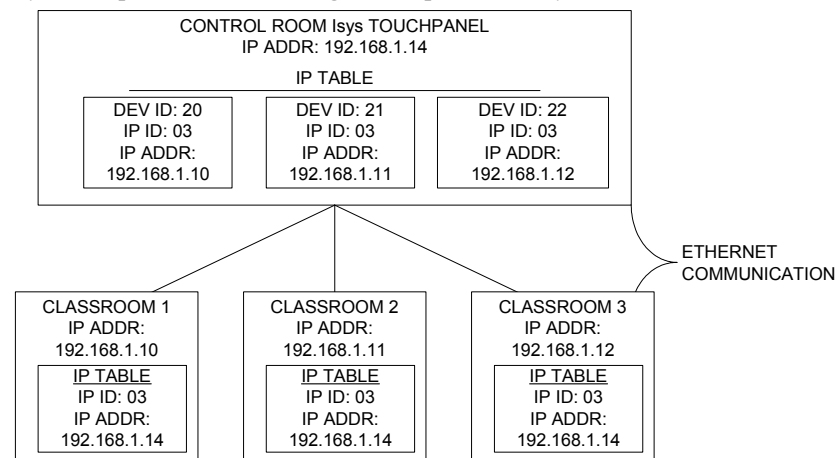 CONTROL ROOM Isys TOUCHPANEL
IP ADDR: 192.168.1.14
IP TABLE
DEV ID: 20
IP ID: 03
IP ADDR:
192.168.1.10
DEV ID: 21
IP ID: 03
IP ADDR:
192.168.1.11
DEV ID: 22
IP ID: 03
IP ADDR:
192.168.1.12
ETHERNET
COMMUNICATION
CLASSROOM 1
IP ADDR:
192.168.1.10
IP TABLE
IP ID: 03
IP ADDR:
192.168.1.14
CLASSROOM 2
IP ADDR:
192.168.1.11
IP TABLE
IP ID: 03
IP ADDR:
192.168.1.14
CLASSROOM 3
IP ADDR:
192.168.1.12
IP TABLE
IP ID: 03
IP ADDR:
192.168.1.14